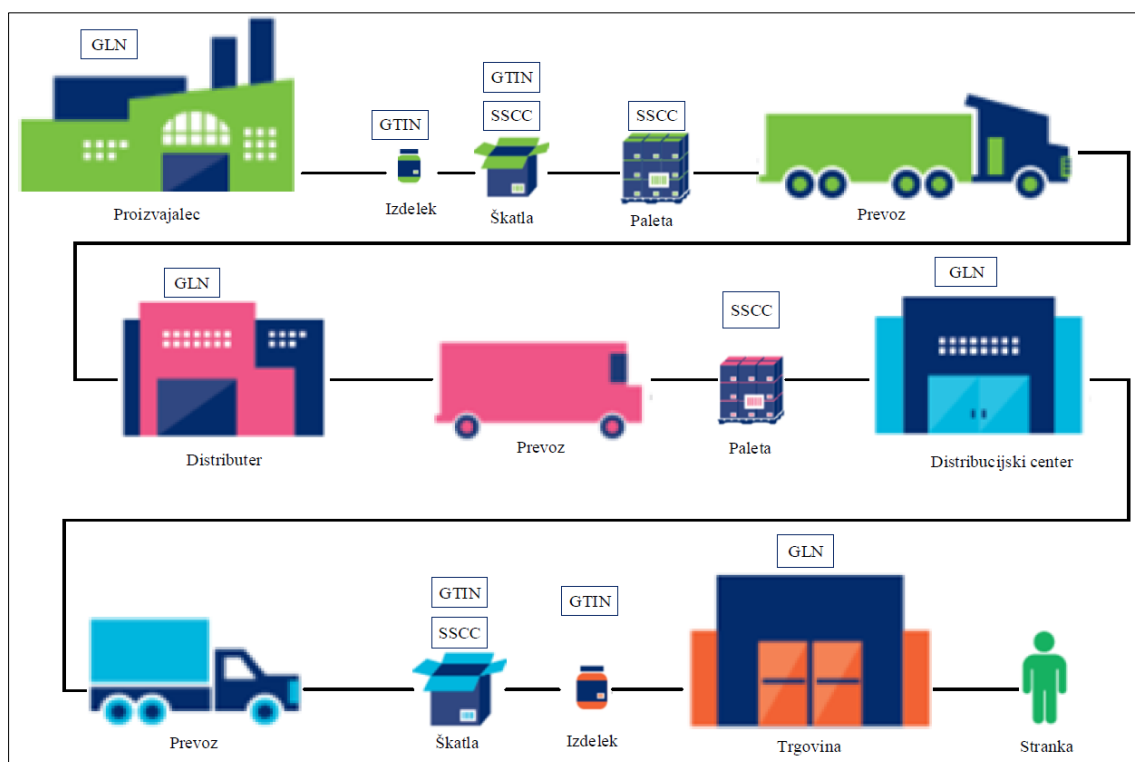 GLN
GTIN
GTIN
SSCC
SSCC
Proizvajalec
Izdelek
Škatla
Paleta
Prevoz
GLN
SSCC
GLN
Distributer
Prevoz
Paleta
Distribucijski center
GTIN
SSCC
GTIN
GLN
Prevoz
Škatla
Izdelek
Trgovina
Stranka